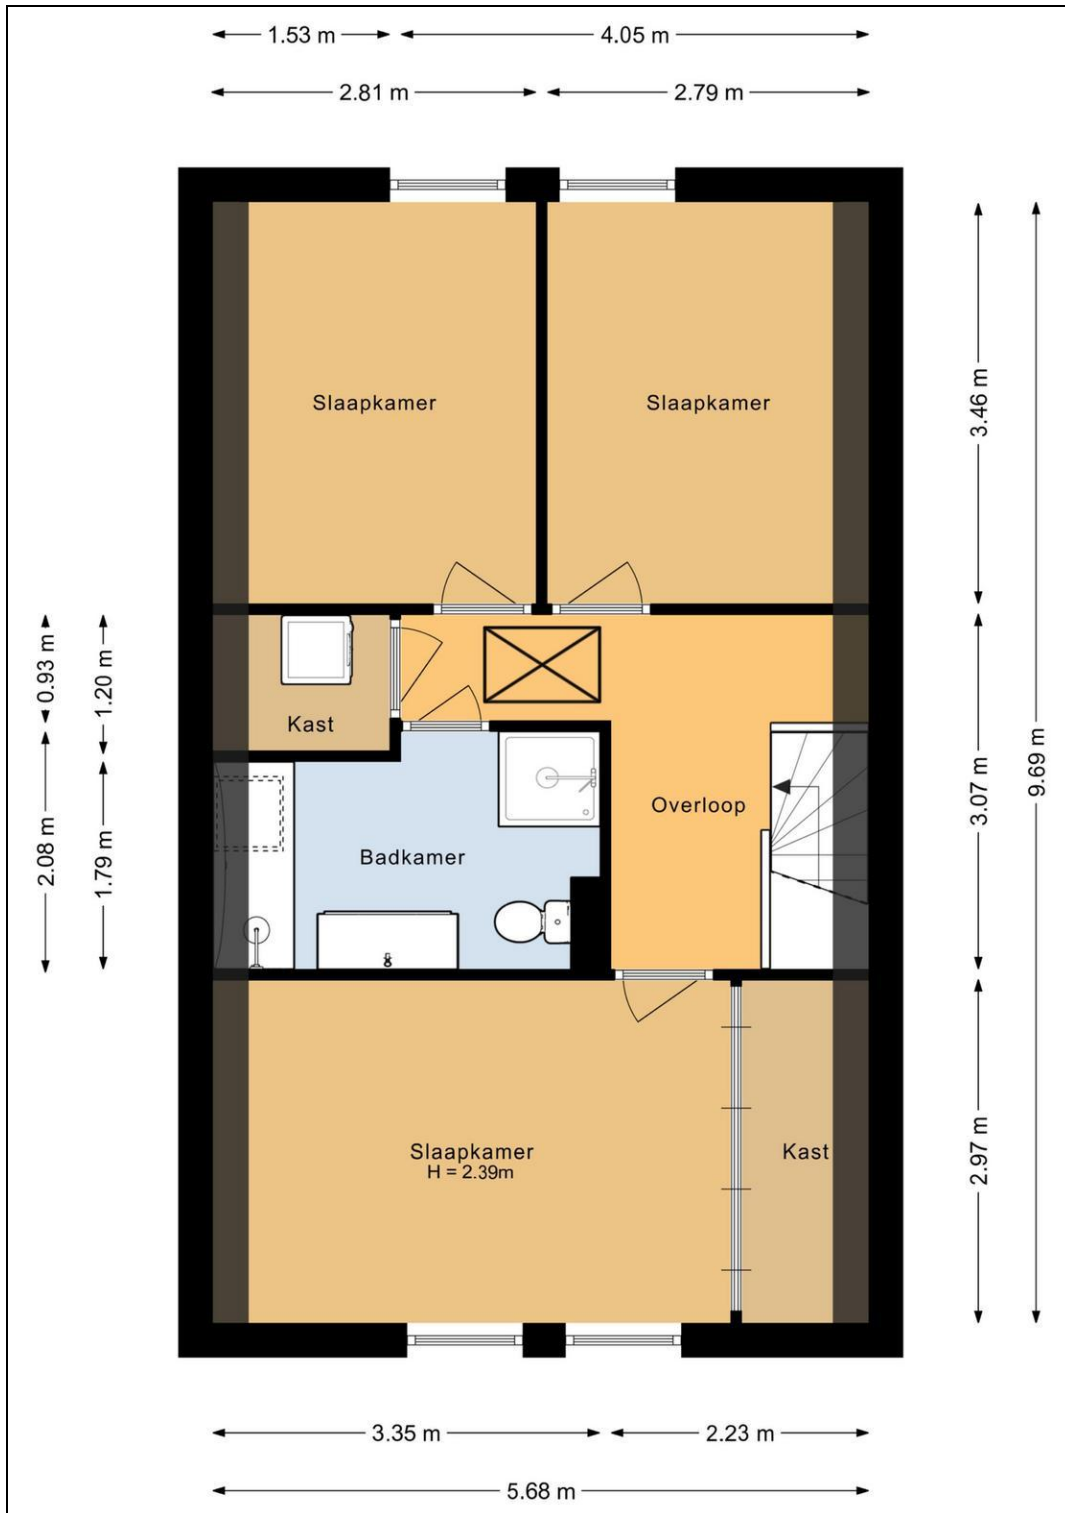 1.53 m
4.05 m
2.81 m
2.79 m
Slaapkamer
Slaapkamer
3.46 m
0.93 m
1.20 m
Kast
9.69 m
3.07 m
Overloop
2.08 m
1.79 m
Badkamer
Slaapkamer
H = 2.39m
Kast
2.97 m
3.35 m
2.23 m
5.68 m